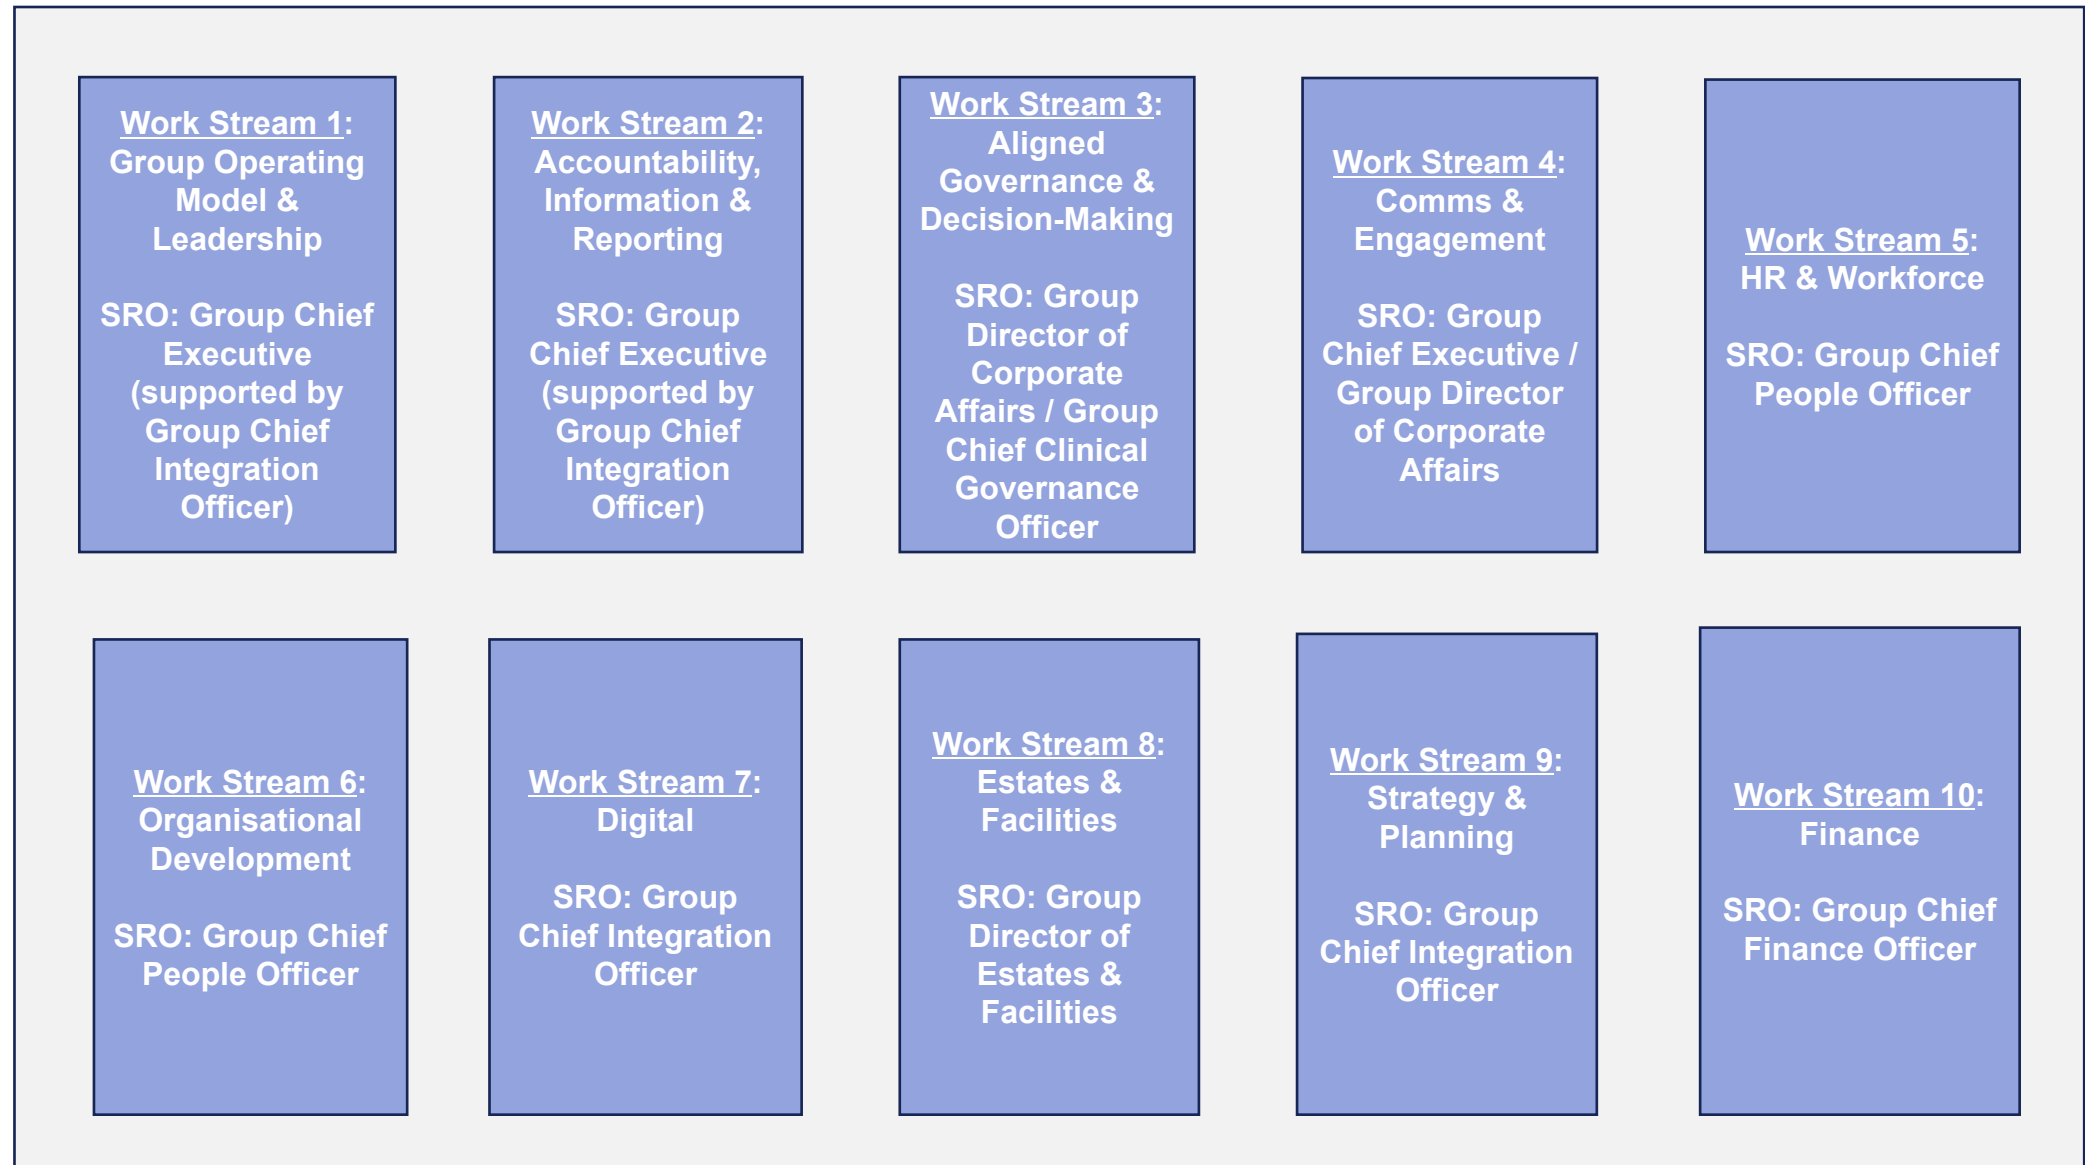 Work Stream 1:
Group Operating
Model &
Leadership
SRO: Group Chief
Executive
(supported by
Group Chief
Integration
Officer)
Work Stream 2:
Accountability,
Information &
Reporting
SRO: Group
Chief Executive
(supported by
Group Chief
Integration
Officer)
Work Stream 3:
Aligned
Governance &
Decision-Making
SRO: Group
Director of
Corporate
Affairs / Group
Chief Clinical
Governance
Officer
Work Stream 4:
Comms &
Engagement
SRO: Group
Chief Executive /
Group Director
of Corporate
Affairs
Work Stream 5:
HR & Workforce
SRO: Group Chief
People Officer
Work Stream 6:
Organisational
Development
SRO: Group Chief
People Officer
Work Stream 7:
Digital
SRO: Group
Chief Integration
Officer
Work Stream 8:
Estates &
Facilities
SRO: Group
Director of
Estates &
Facilities
Work Stream 9:
Strategy &
Planning
SRO: Group
Chief Integration
Officer
Work Stream 10:
Finance
SRO: Group Chief
Finance Officer